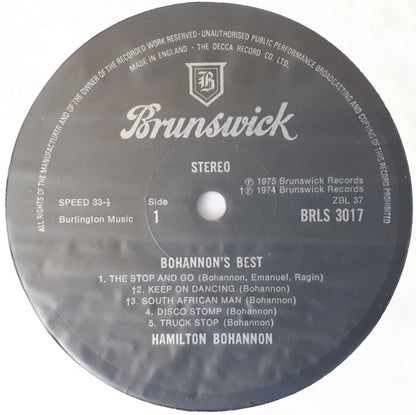 ALL RIGHTS OF THE MANUFACTURER AND OF THE OWNER OF THE RECORDED WORK RESERVED · UNAUTHORISED PUBLIC PERFORMANCE BROADCASTING AND COPYING OF THIS RECORD PROHIBITED
MADE IN ENGLAND · THE DECCA RECORD CO. LTD.
B
Brunswick
STEREO
Ⓟ 1975 Brunswick Records
†Ⓟ 1974 Brunswick Records
SPEED 33-⅓ Side ZBL 37
Burlington Music 1 BRLS 3017
BOHANNON'S BEST
1. THE STOP AND GO (Bohannon, Emanuel, Ragin)
†2. KEEP ON DANCING (Bohannon)
†3. SOUTH AFRICAN MAN (Bohannon)
4. DISCO STOMP (Bohannon)
5. TRUCK STOP (Bohannon)
HAMILTON BOHANNON